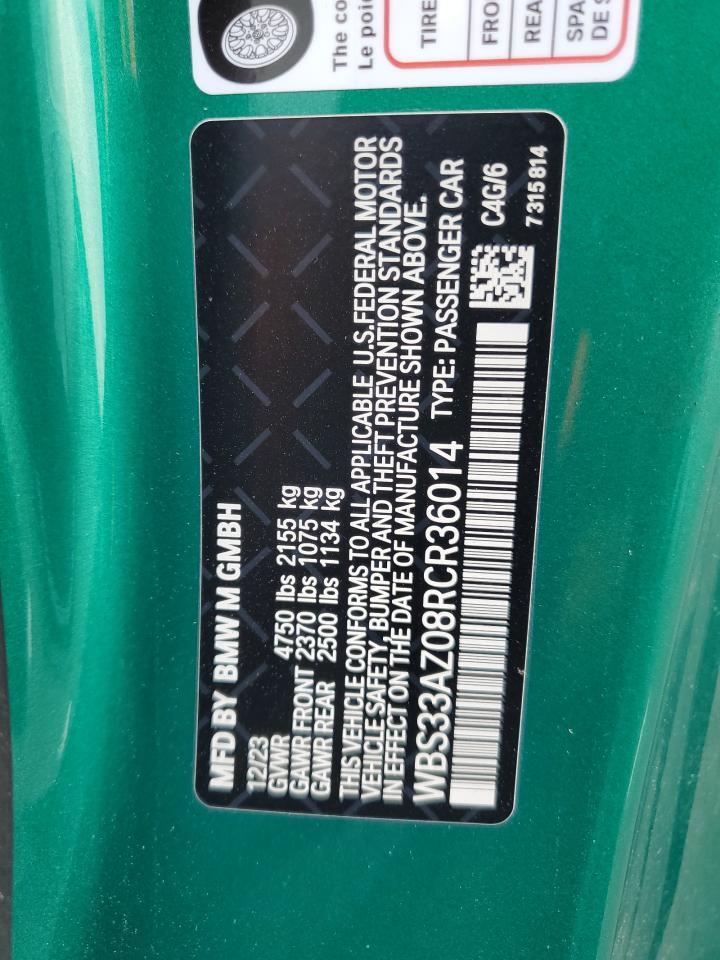 The co
Le poi
TIRE
FRO
REA
SPA
DE S
MFD BY BMW M GMBH
12/23
GVWR 4750 lbs 2155 kg
GAWR FRONT 2370 lbs 1075 kg
GAWR REAR 2500 lbs 1134 kg
THIS VEHICLE CONFORMS TO ALL APPLICABLE U.S. FEDERAL MOTOR
VEHICLE SAFETY, BUMPER AND THEFT PREVENTION STANDARDS
IN EFFECT ON THE DATE OF MANUFACTURE SHOWN ABOVE.
WBS33AZ08RCR36014 TYPE: PASSENGER CAR
C4G/6
7315814